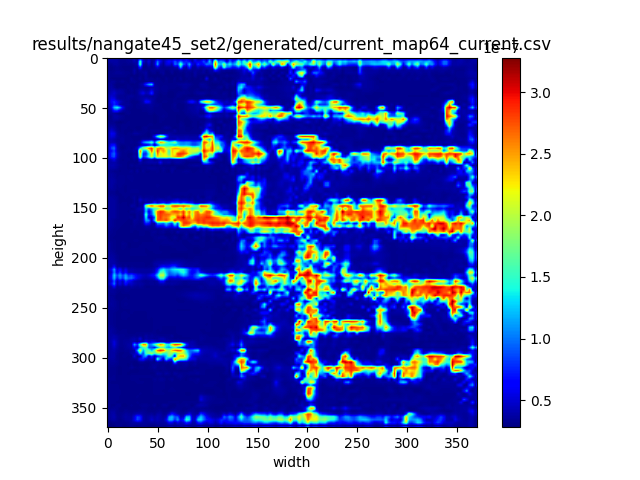 results/nangate45_set2/generated/current_map64_current.csv
1e−7
0
50
100
150
200
250
300
350
height
0 50 100 150 200 250 300 350
width
3.0
2.5
2.0
1.5
1.0
0.5